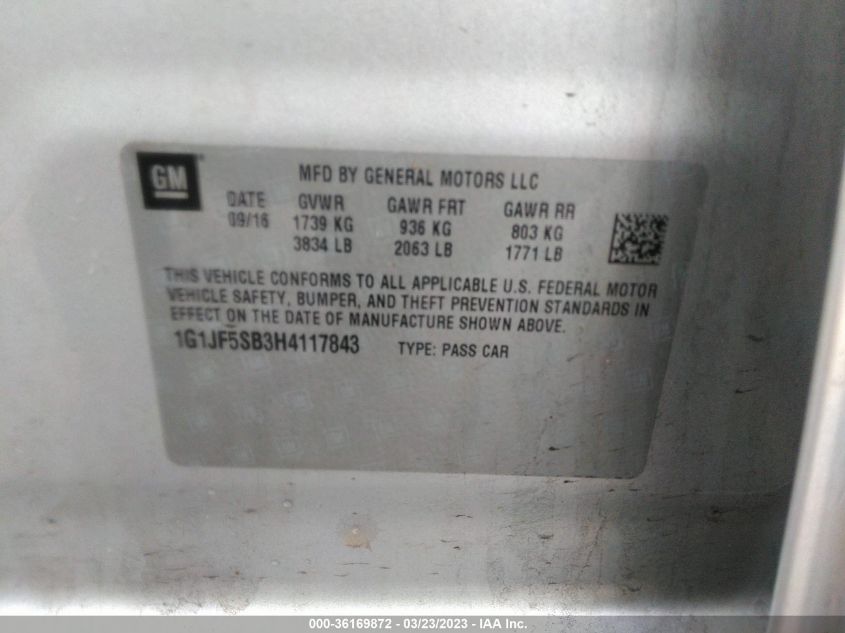 GM
MFD BY GENERAL MOTORS LLC
DATE GVWR GAWR FRT GAWR RR
09/16 1739 KG 936 KG 803 KG
3834 LB 2063 LB 1771 LB
THIS VEHICLE CONFORMS TO ALL APPLICABLE U.S. FEDERAL MOTOR
VEHICLE SAFETY, BUMPER, AND THEFT PREVENTION STANDARDS IN
EFFECT ON THE DATE OF MANUFACTURE SHOWN ABOVE.
1G1JF5SB3H4117843 TYPE: PASS CAR
000-36169872 — 03/23/2023 — IAA Inc.